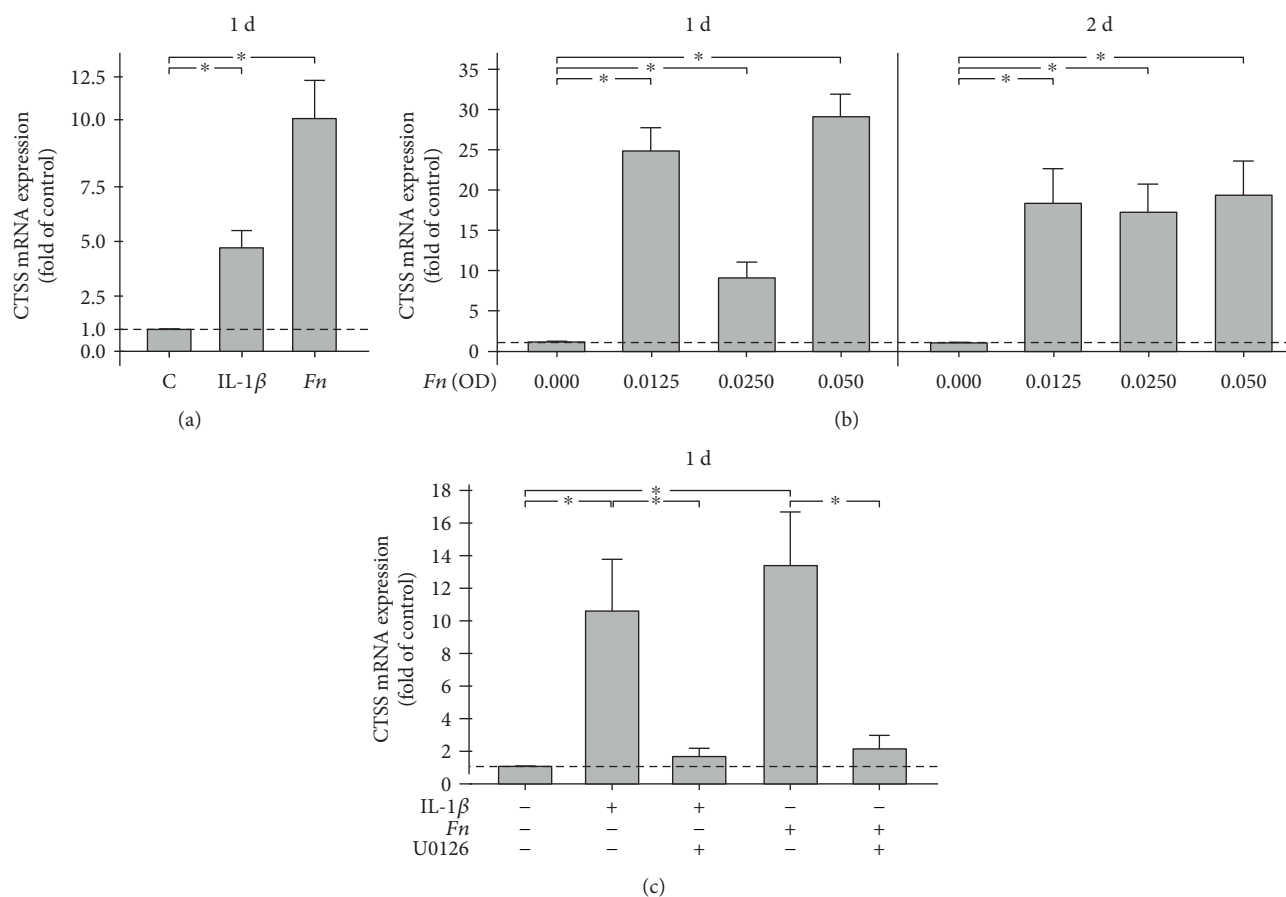 1 d
CTSS mRNA expression
(fold of control)
12.5
10.0
7.5
5.0
2.5
1.0
0.0
* *
C IL-1β Fn
(a)
1 d 2 d
CTSS mRNA expression
(fold of control)
35
30
25
20
15
10
5
0
* *
* *
* *
Fn (OD) 0.000 0.0125 0.0250 0.050 0.000 0.0125 0.0250 0.050
(b)
1 d
CTSS mRNA expression
(fold of control)
18
16
14
12
10
8
6
4
2
0
*
* * *
IL-1β − + + − −
Fn − − − + +
U0126 − − + − +
(c)